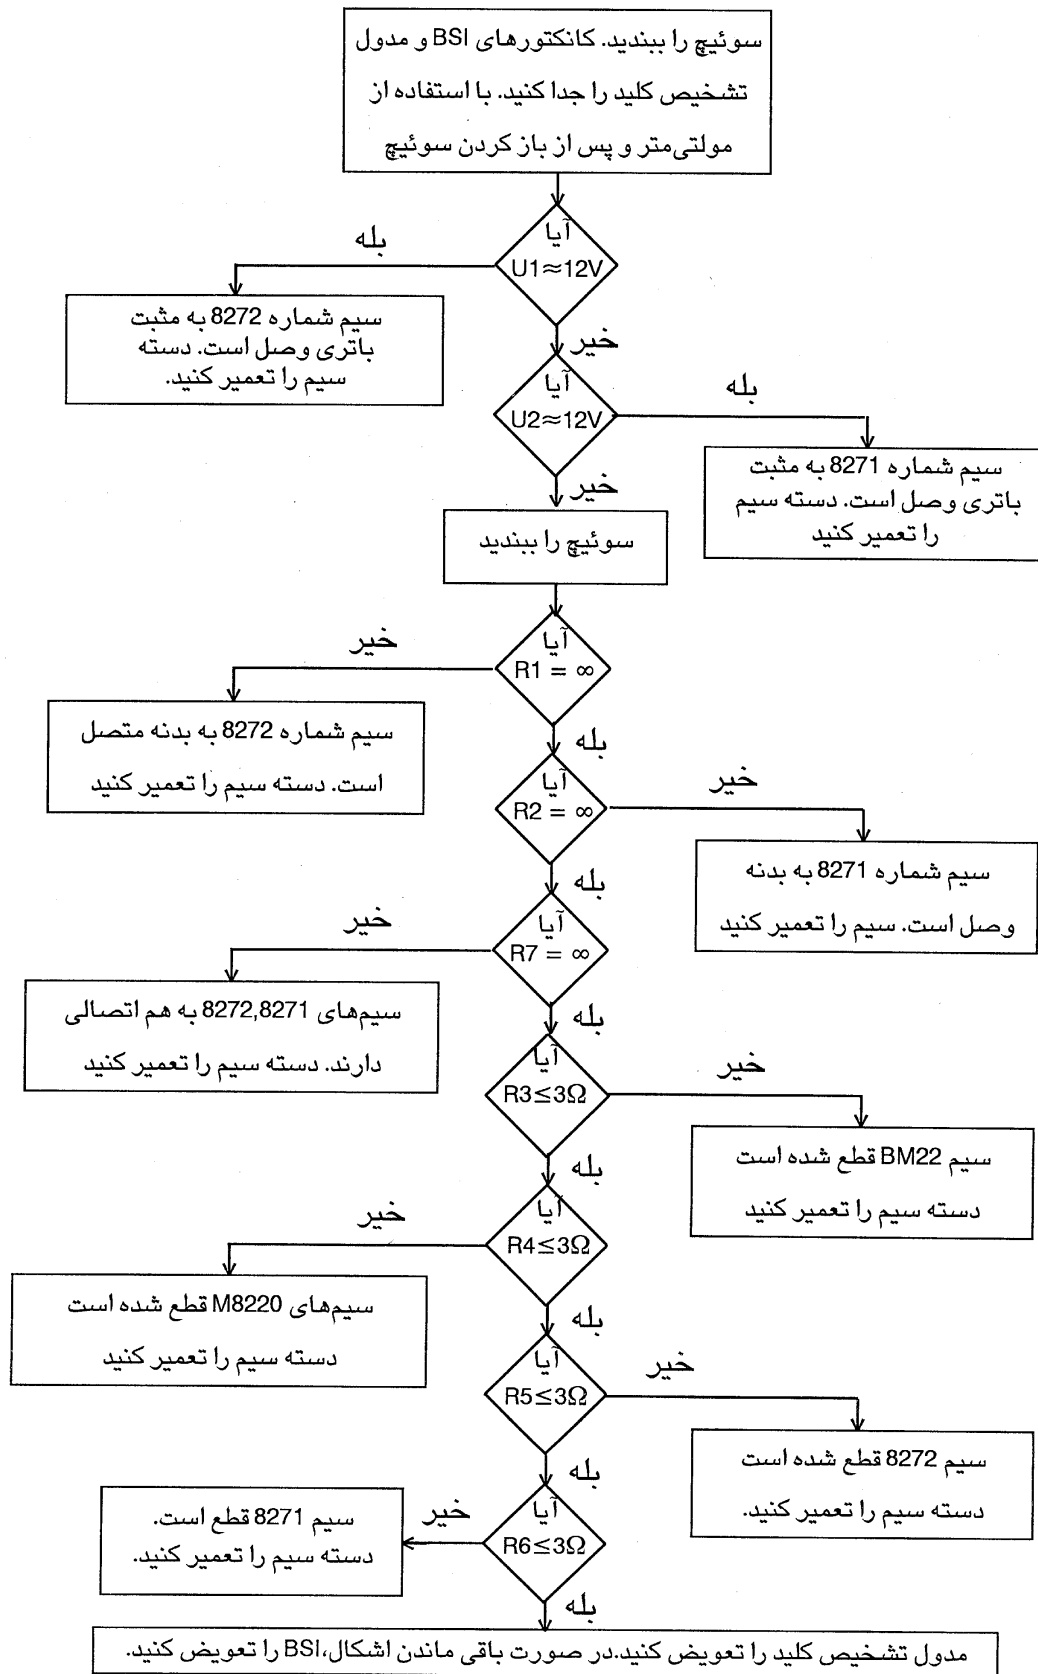 سوئیچ را ببندید. کانکتورهای BSI و مدول
تشخیص کلید را جدا کنید. با استفاده از
مولتی‌متر و پس از باز کردن سوئیچ
آیا
U1≈12V
بله
سیم شماره 8272 به مثبت
باتری وصل است. دسته
سیم را تعمیر کنید.
خیر
آیا
U2≈12V
بله
سیم شماره 8271 به مثبت
باتری وصل است. دسته سیم
را تعمیر کنید
خیر
سوئیچ را ببندید
آیا
R1 = ∞
خیر
سیم شماره 8272 به بدنه متصل
است. دسته سیم را تعمیر کنید
بله
آیا
R2 = ∞
خیر
سیم شماره 8271 به بدنه
وصل است. سیم را تعمیر کنید
بله
آیا
R7 = ∞
خیر
سیم‌های 8272,8271 به هم اتصالی
دارند. دسته سیم را تعمیر کنید
بله
آیا
R3≤3Ω
خیر
سیم BM22 قطع شده است
دسته سیم را تعمیر کنید
بله
آیا
R4≤3Ω
خیر
سیم‌های M8220 قطع شده است
دسته سیم را تعمیر کنید
بله
آیا
R5≤3Ω
خیر
سیم 8272 قطع شده است
دسته سیم را تعمیر کنید.
بله
آیا
R6≤3Ω
خیر
سیم 8271 قطع است.
دسته سیم را تعمیر کنید.
بله
مدول تشخیص کلید را تعویض کنید.در صورت باقی ماندن اشکال،BSI را تعویض کنید.